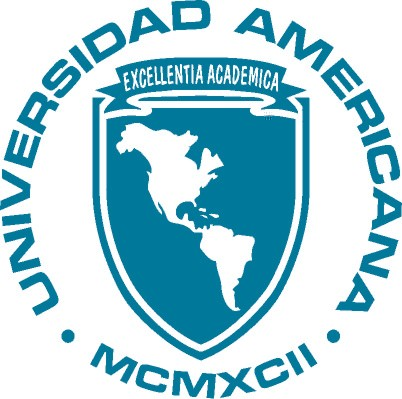 UNIVERSIDAD AMERICANA
EXCELLENTIA ACADEMICA
• MCMXCII •